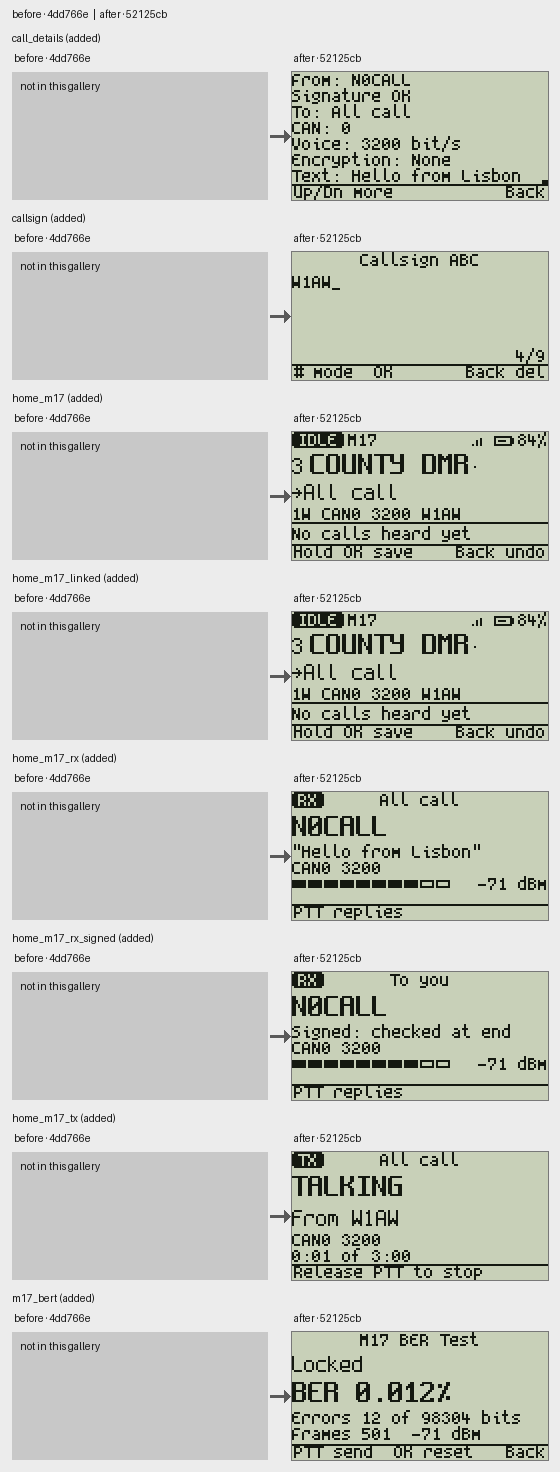 before · 4dd766e | after · 52125cb
call_details (added)
before · 4dd766e
after · 52125cb
not in this gallery
From: N0CALL
Signature OK
To: All call
CAN: 0
Voice: 3200 bit/s
Encryption: None
Text: Hello from Lisbon
Up/Dn more Back
callsign (added)
before · 4dd766e
after · 52125cb
not in this gallery
Callsign ABC
W1AW_
4/9
# mode OK Back del
home_m17 (added)
before · 4dd766e
after · 52125cb
not in this gallery
IDLE M17 84%
3 COUNTY DMR
→All call
1W CAN0 3200 W1AW
No calls heard yet
Hold OK save Back undo
home_m17_linked (added)
before · 4dd766e
after · 52125cb
not in this gallery
IDLE M17 84%
3 COUNTY DMR
→All call
1W CAN0 3200 W1AW
No calls heard yet
Hold OK save Back undo
home_m17_rx (added)
before · 4dd766e
after · 52125cb
not in this gallery
RX All call
N0CALL
"Hello from Lisbon"
CAN0 3200
-71 dBm
PTT replies
home_m17_rx_signed (added)
before · 4dd766e
after · 52125cb
not in this gallery
RX To you
N0CALL
Signed: checked at end
CAN0 3200
-71 dBm
PTT replies
home_m17_tx (added)
before · 4dd766e
after · 52125cb
not in this gallery
TX All call
TALKING
From W1AW
CAN0 3200
0:01 of 3:00
Release PTT to stop
m17_bert (added)
before · 4dd766e
after · 52125cb
not in this gallery
M17 BER Test
Locked
BER 0.012%
Errors 12 of 98304 bits
Frames 501 -71 dBm
PTT send OK reset Back